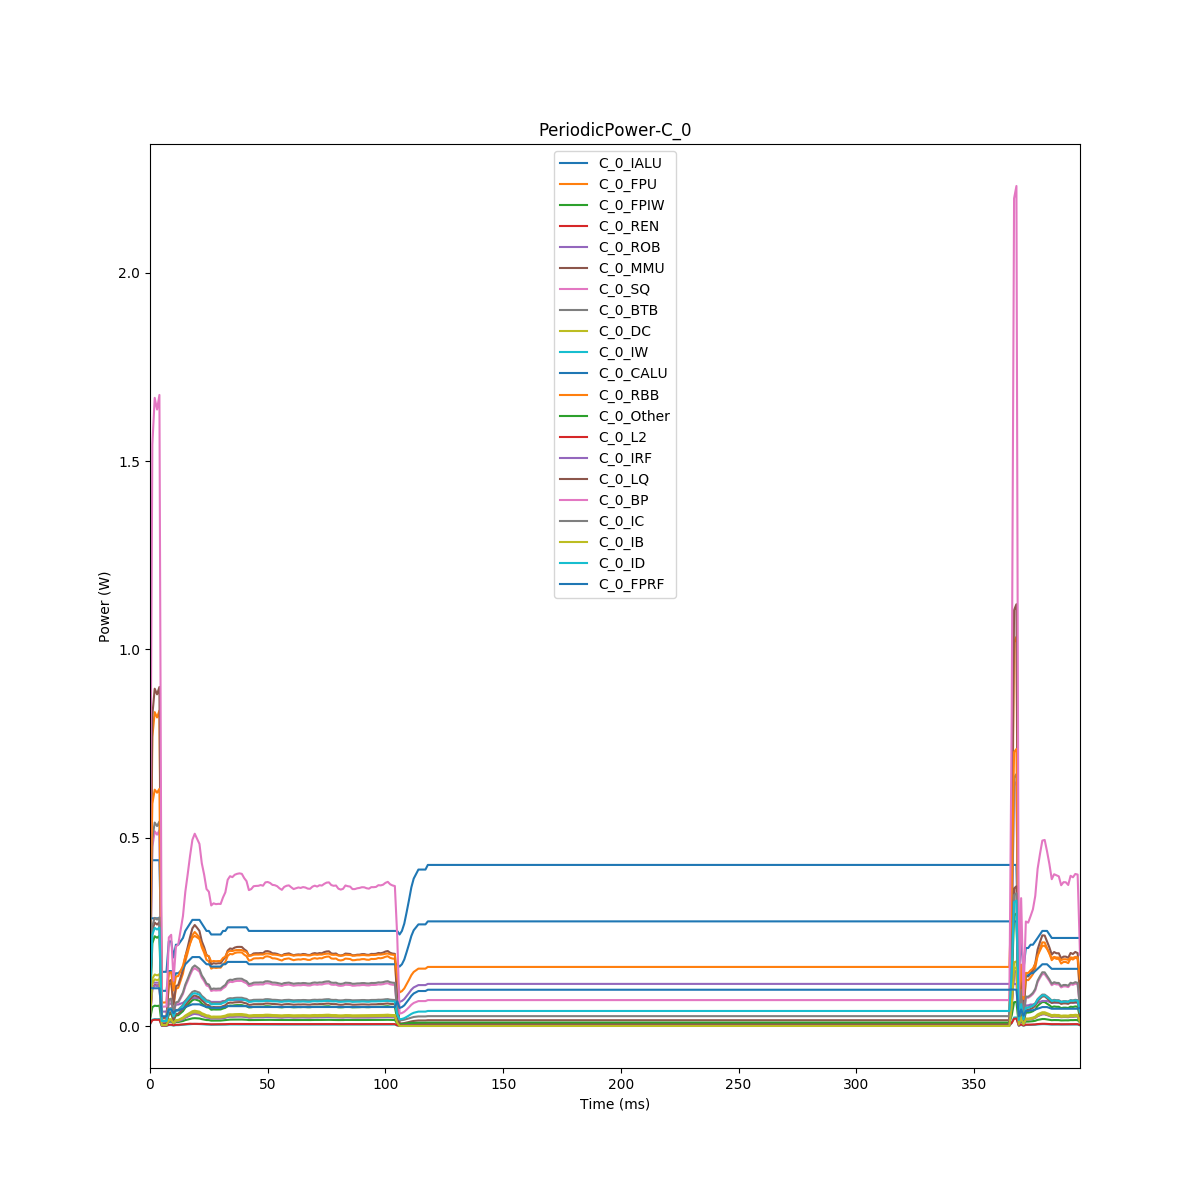 PeriodicPower-C_0
C_0_IALU
C_0_FPU
C_0_FPIW
C_0_REN
C_0_ROB
C_0_MMU
C_0_SQ
C_0_BTB
C_0_DC
C_0_IW
C_0_CALU
C_0_RBB
C_0_Other
C_0_L2
C_0_IRF
C_0_LQ
C_0_BP
C_0_IC
C_0_IB
C_0_ID
C_0_FPRF
Power (W)
2.0
1.5
1.0
0.5
0.0
0 50 100 150 200 250 300 350
Time (ms)